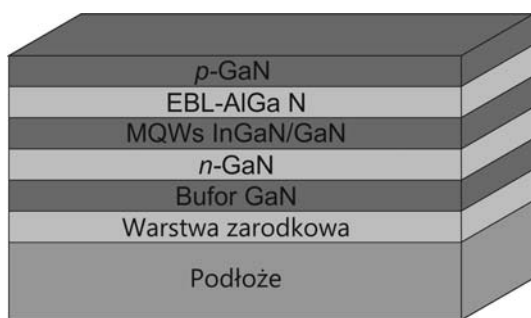 p-GaN
EBL-AlGa N
MQWs InGaN/GaN
n-GaN
Bufor GaN
Warstwa zarodkowa
Podłoże